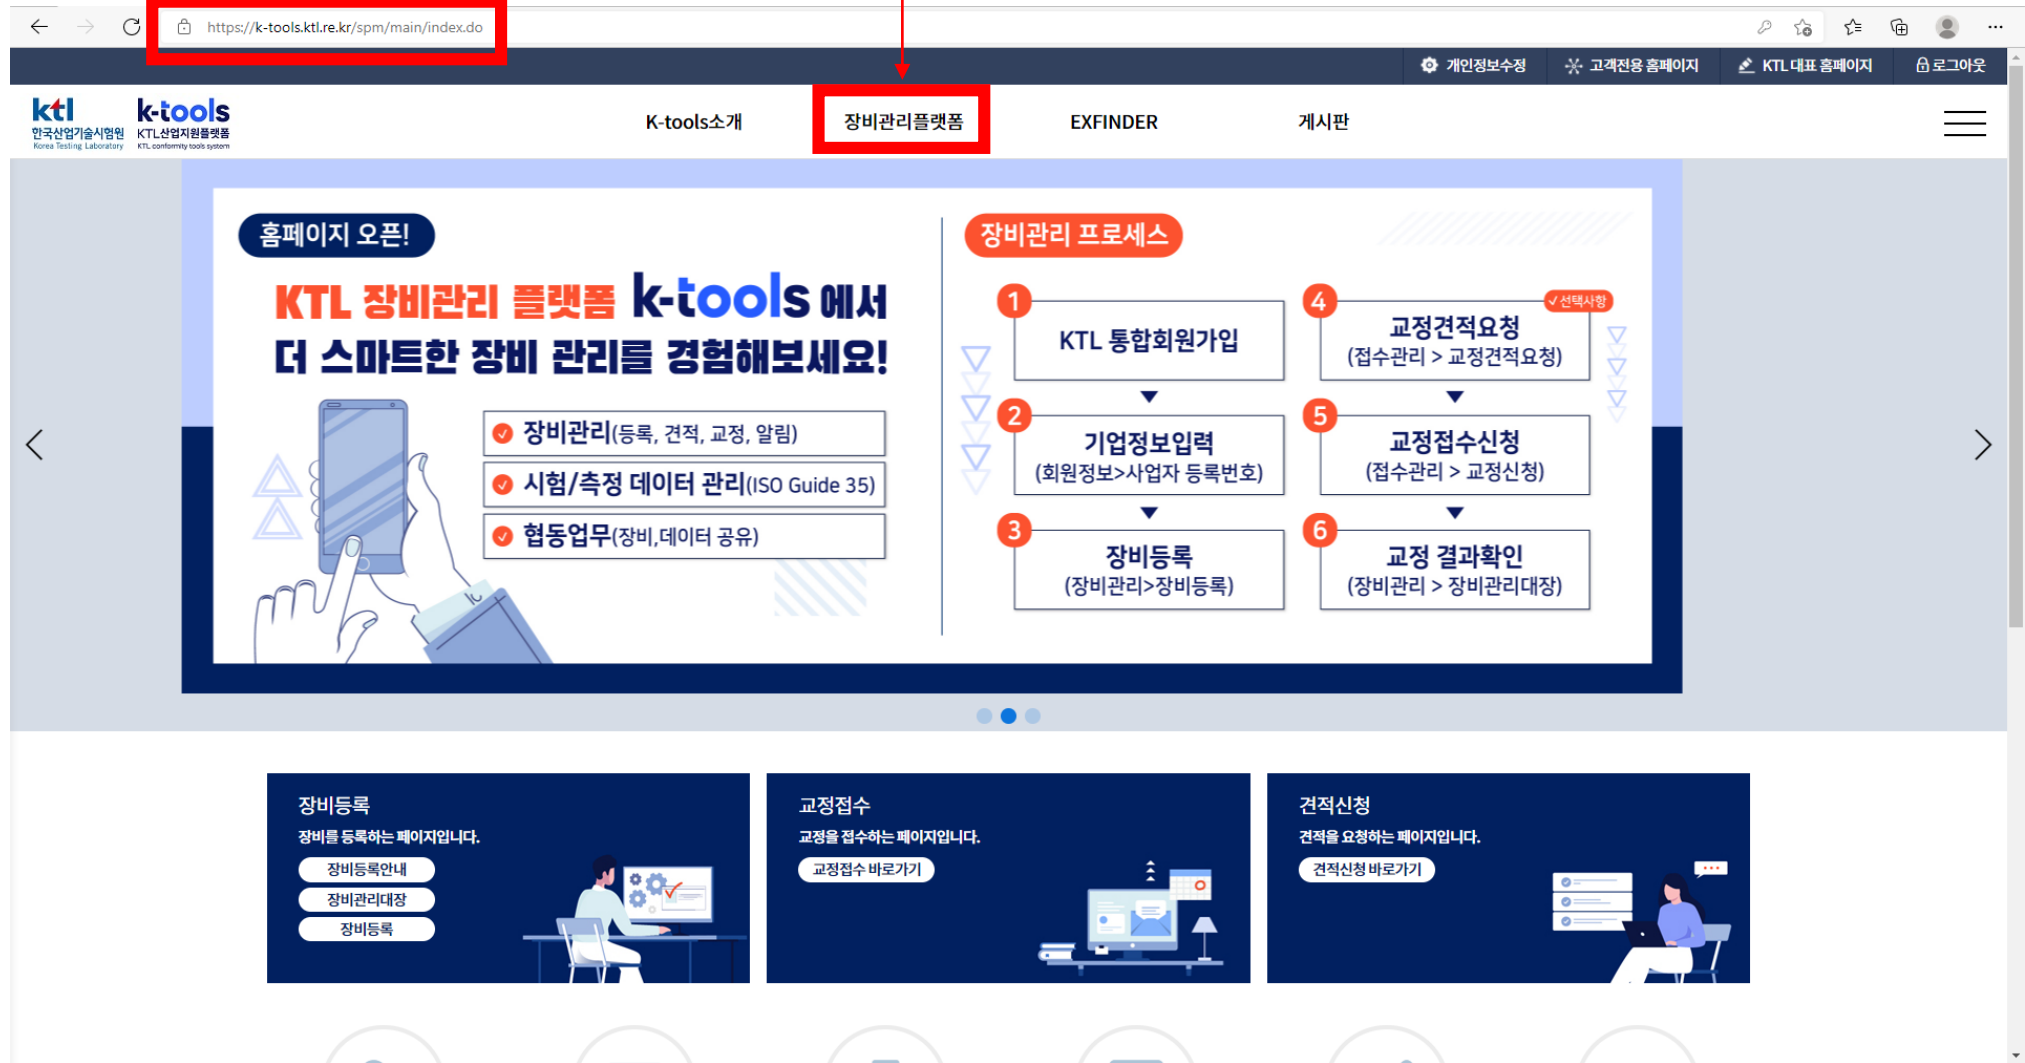 https://k-tools.ktl.re.kr/spm/main/index.do
개인정보수정
고객전용 홈페이지
KTL 대표 홈페이지
로그아웃
ktl
한국산업기술시험원
Korea Testing Laboratory
k-tools
KTL산업지원플랫폼
KTL conformity tools system
K-tools소개
장비관리플랫폼
EXFINDER
게시판
홈페이지 오픈!
KTL 장비관리 플랫폼 k-tools 에서
더 스마트한 장비 관리를 경험해보세요!
장비관리(등록, 견적, 교정, 알림)
시험/측정 데이터 관리(ISO Guide 35)
협동업무(장비,데이터 공유)
장비관리 프로세스
1
KTL 통합회원가입
2
기업정보입력
(회원정보>사업자 등록번호)
3
장비등록
(장비관리>장비등록)
4
선택사항
교정견적요청
(접수관리 > 교정견적요청)
5
교정접수신청
(접수관리 > 교정신청)
6
교정 결과확인
(장비관리 > 장비관리대장)
장비등록
장비를 등록하는 페이지입니다.
장비등록안내
장비관리대장
장비등록
교정접수
교정을 접수하는 페이지입니다.
교정접수 바로가기
견적신청
견적을 요청하는 페이지입니다.
견적신청 바로가기